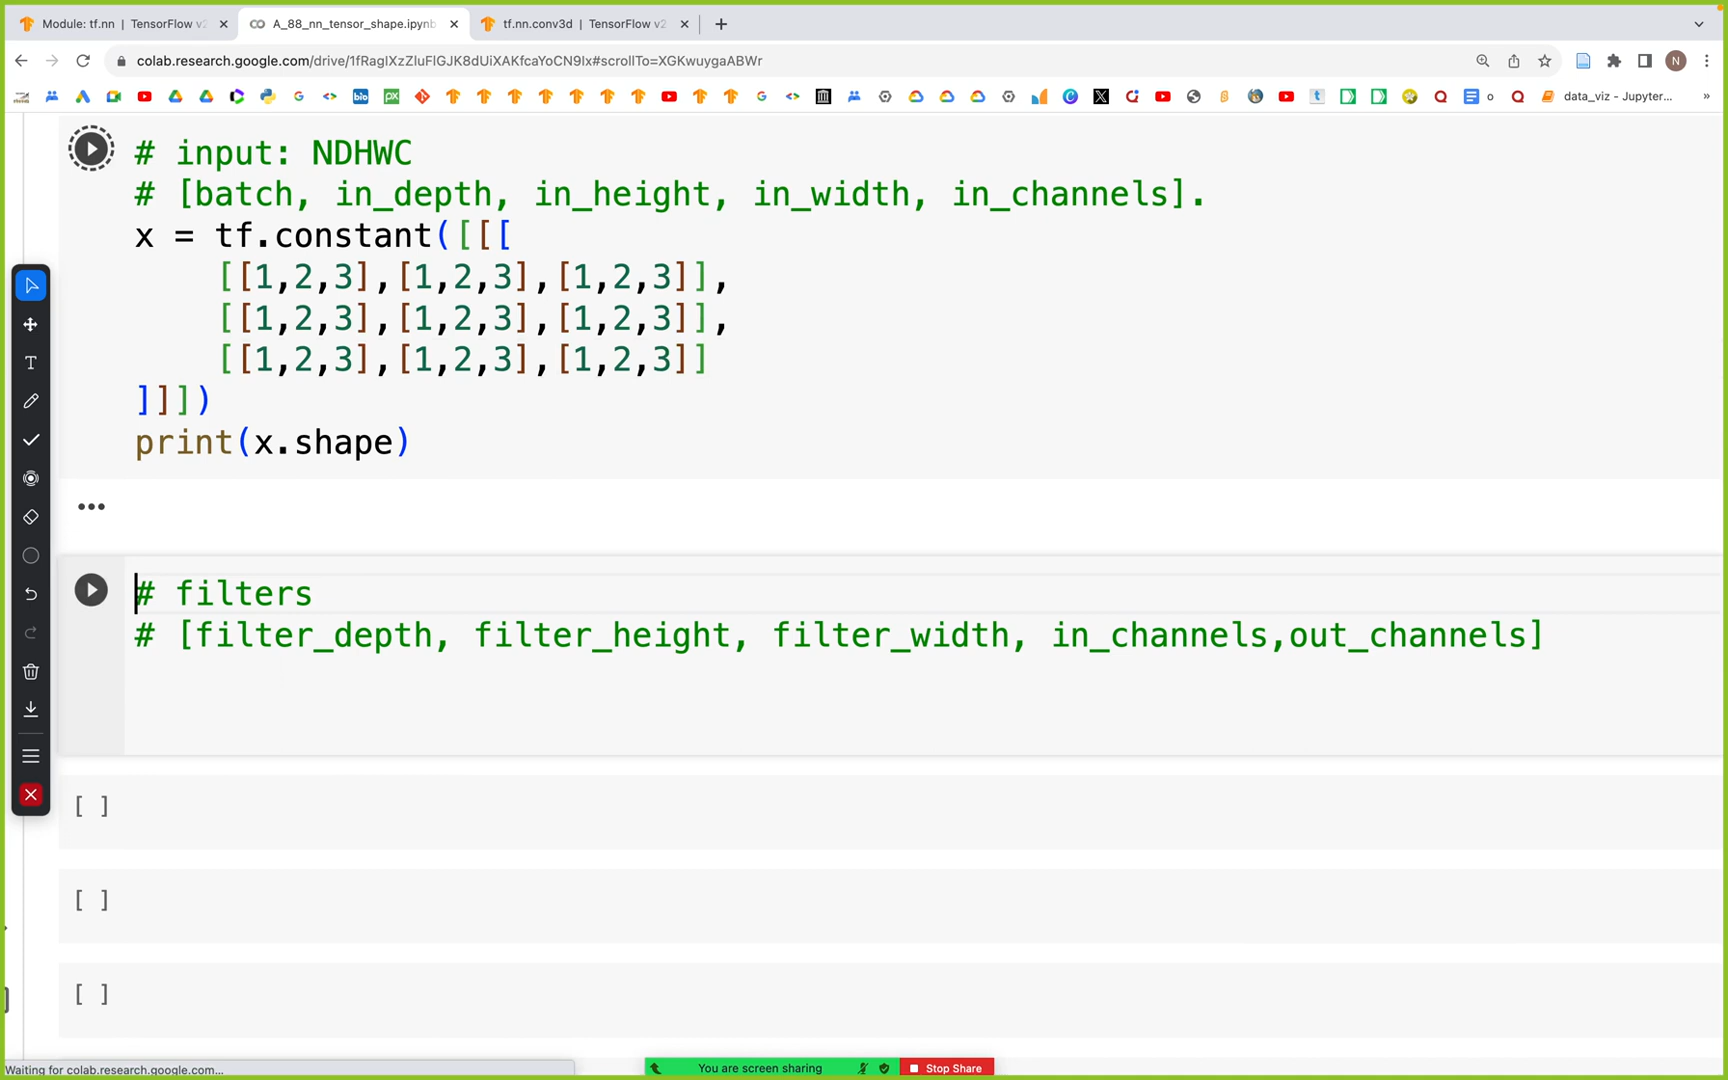 Module: tf.nn | TensorFlow v2
A_88_nn_tensor_shape.ipynb
tf.nn.conv3d | TensorFlow v2
colab.research.google.com/drive/1fRagIXzZluFlGJK8dUiXAKfcaYoCN9Ix#scrollTo=XGKwuygaABWr
N
bio
px
o
data_viz - Jupyter...
»
# input: NDHWC
# [batch, in_depth, in_height, in_width, in_channels].
x = tf.constant([[[
[[1,2,3],[1,2,3],[1,2,3]],
[[1,2,3],[1,2,3],[1,2,3]],
[[1,2,3],[1,2,3],[1,2,3]]
]]])
print(x.shape)
# filters
# [filter_depth, filter_height, filter_width, in_channels,out_channels]
[ ]
[ ]
[ ]
T
Waiting for colab.research.google.com...
You are screen sharing
Stop Share